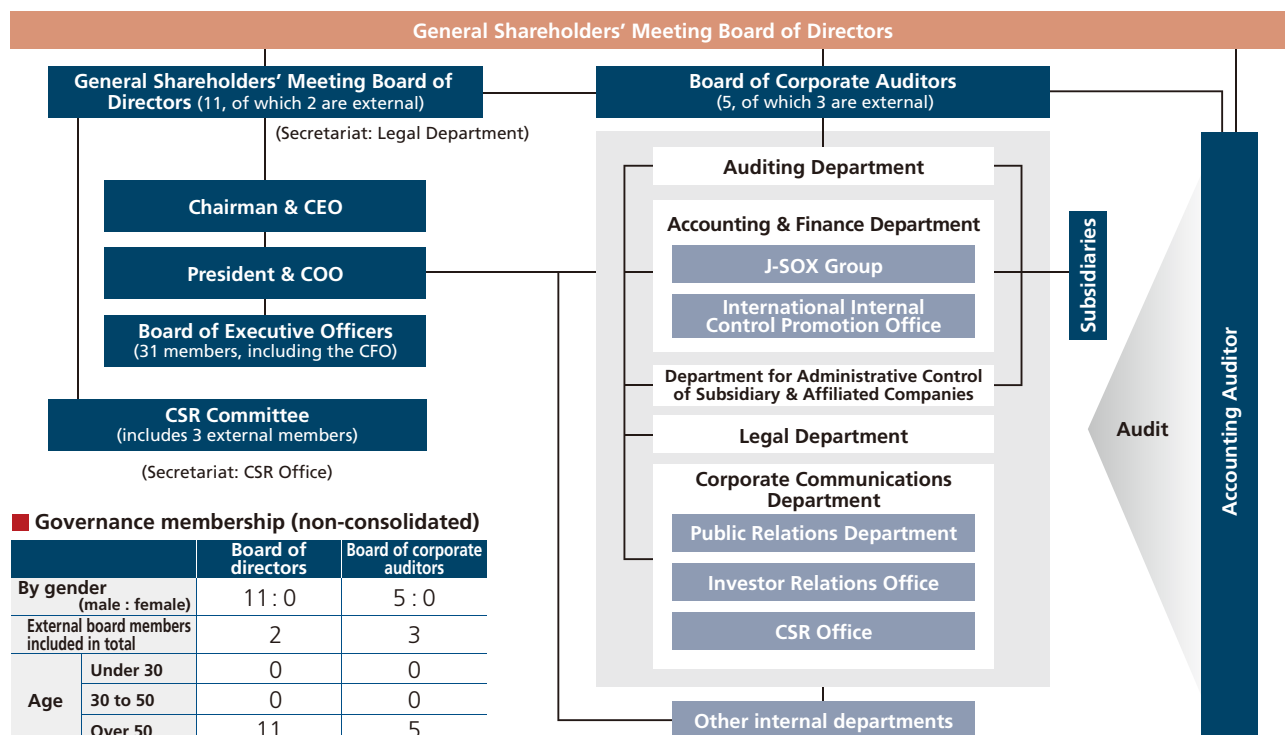 General Shareholders' Meeting Board of Directors
General Shareholders' Meeting Board of
Directors (11, of which 2 are external)
(Secretariat: Legal Department)
Board of Corporate Auditors
(5, of which 3 are external)
Chairman & CEO
President & COO
Board of Executive Officers
(31 members, including the CFO)
CSR Committee
(includes 3 external members)
(Secretariat: CSR Office)
Auditing Department
Accounting & Finance Department
J-SOX Group
International Internal
Control Promotion Office
Department for Administrative Control
of Subsidiary & Affiliated Companies
Legal Department
Corporate Communications
Department
Public Relations Department
Investor Relations Office
CSR Office
Other internal departments
Subsidiaries
Audit
Accounting Auditor
Governance membership (non-consolidated)
Board of directors Board of corporate auditors
By gender (male : female) 11 : 0 5 : 0
External board members included in total 2 3
Age Under 30 0 0
30 to 50 0 0
Over 50 11 5